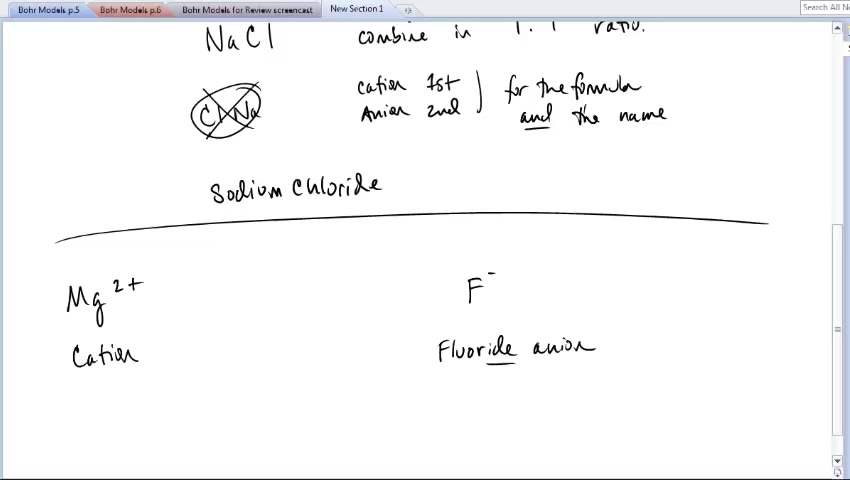 Bohr Models p.5 Bohr Models p.6 Bohr Models for Review screencast New Section 1 Search All No
NaCl combine in 1:1 ratio.
ClNa
Cation 1st
Anion 2nd
for the formula
and the name
Sodium Chloride
Mg2+ F-
Cation Fluoride anion